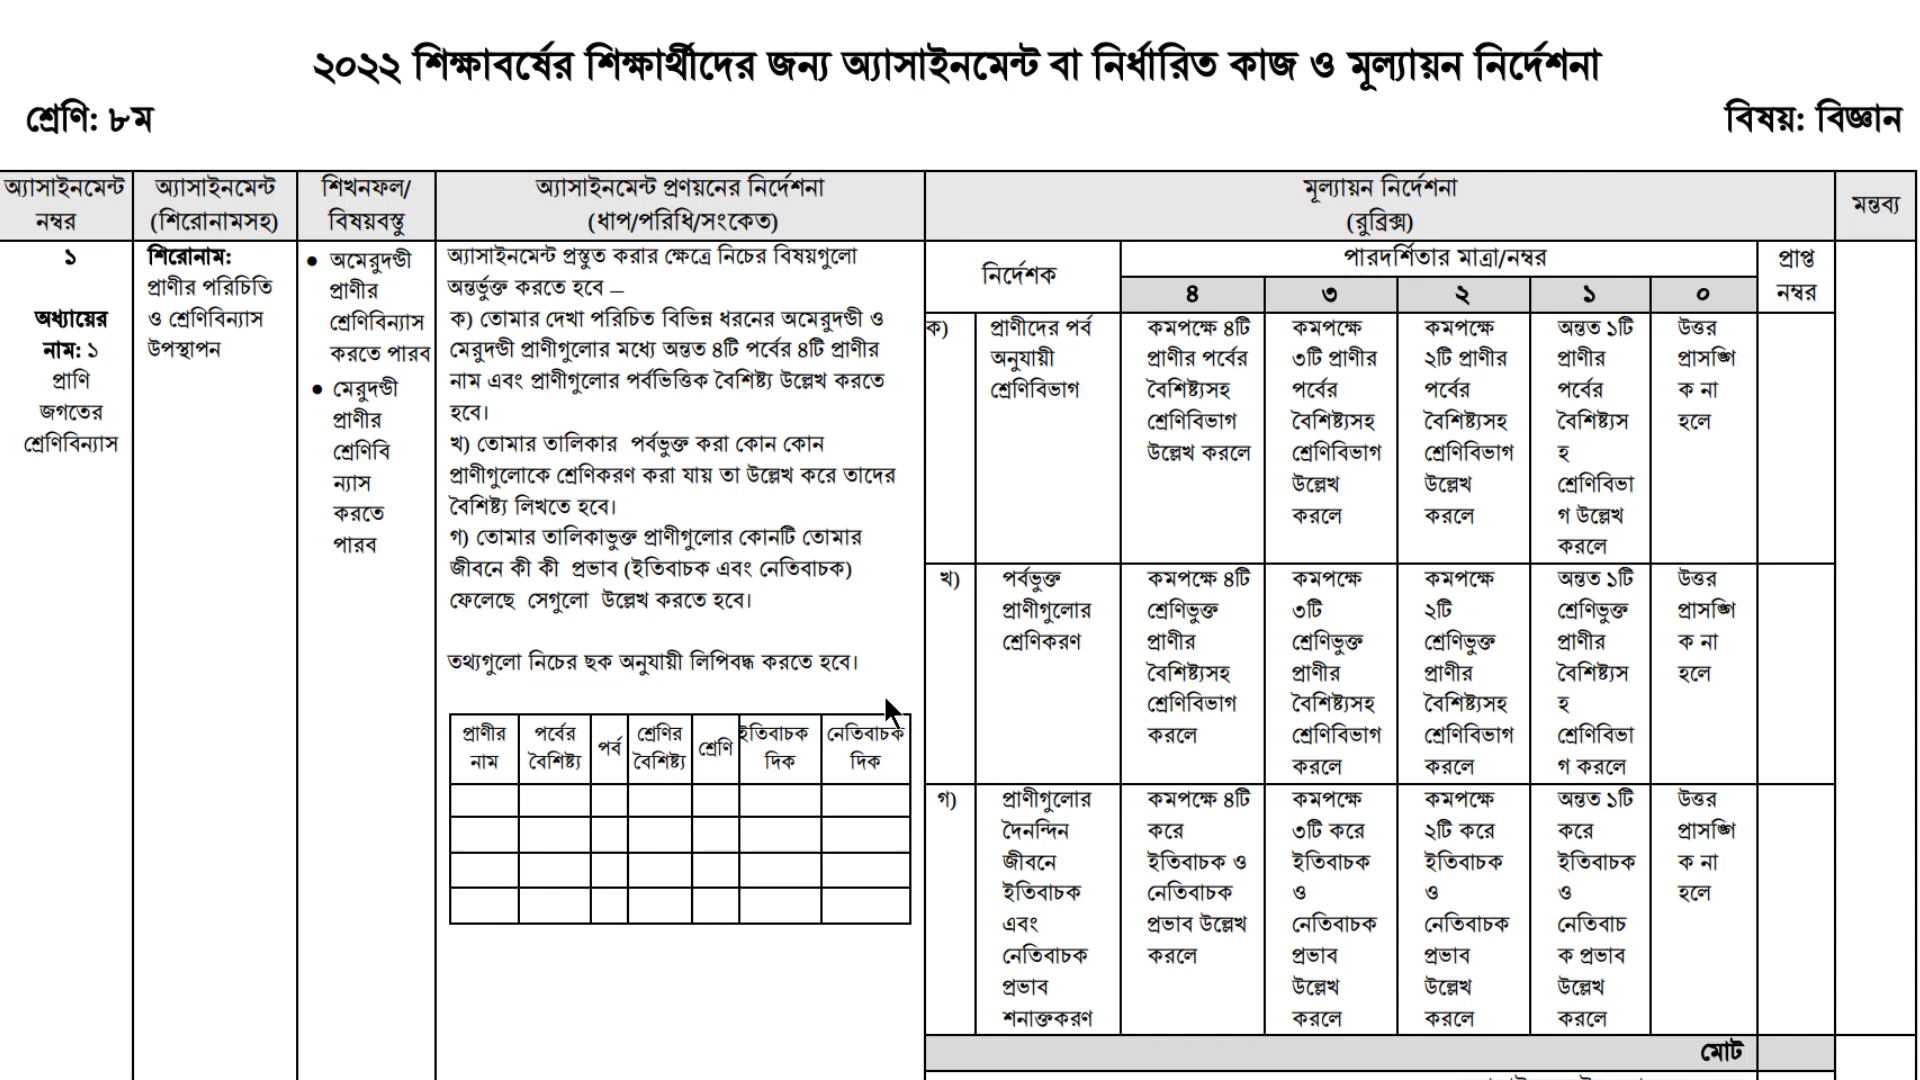 ২০২২ শিক্ষাবর্ষের শিক্ষার্থীদের জন্য অ্যাসাইনমেন্ট বা নির্ধারিত কাজ ও মূল্যায়ন নির্দেশনা
শ্রেণি: ৮ম
বিষয়: বিজ্ঞান
অ্যাসাইনমেন্ট
নম্বর
অ্যাসাইনমেন্ট
(শিরোনামসহ)
শিখনফল/
বিষয়বস্তু
অ্যাসাইনমেন্ট প্রণয়নের নির্দেশনা
(ধাপ/পরিধি/সংকেত)
মূল্যায়ন নির্দেশনা
(রুব্রিক্স)
মন্তব্য
১
অধ্যায়ের
নাম: ১
প্রাণি
জগতের
শ্রেণিবিন্যাস
শিরোনাম:
প্রাণীর পরিচিতি
ও শ্রেণিবিন্যাস
উপস্থাপন
● অমেরুদণ্ডী
প্রাণীর
শ্রেণিবিন্যাস
করতে পারব
● মেরুদণ্ডী
প্রাণীর
শ্রেণিবি
ন্যাস
করতে
পারব
অ্যাসাইনমেন্ট প্রস্তুত করার ক্ষেত্রে নিচের বিষয়গুলো
অন্তর্ভুক্ত করতে হবে –
ক) তোমার দেখা পরিচিত বিভিন্ন ধরনের অমেরুদণ্ডী ও
মেরুদণ্ডী প্রাণীগুলোর মধ্যে অন্তত ৪টি পর্বের ৪টি প্রাণীর
নাম এবং প্রাণীগুলোর পর্বভিত্তিক বৈশিষ্ট্য উল্লেখ করতে
হবে।
খ) তোমার তালিকার পর্বভুক্ত করা কোন কোন
প্রাণীগুলোকে শ্রেণিকরণ করা যায় তা উল্লেখ করে তাদের
বৈশিষ্ট্য লিখতে হবে।
গ) তোমার তালিকাভুক্ত প্রাণীগুলোর কোনটি তোমার
জীবনে কী কী প্রভাব (ইতিবাচক এবং নেতিবাচক)
ফেলেছে সেগুলো উল্লেখ করতে হবে।
তথ্যগুলো নিচের ছক অনুযায়ী লিপিবদ্ধ করতে হবে।
প্রাণীর
নাম
পর্বের
বৈশিষ্ট্য
পর্ব
শ্রেণির
বৈশিষ্ট্য
শ্রেণি
ইতিবাচক
দিক
নেতিবাচক
দিক
নির্দেশক
পারদর্শিতার মাত্রা/নম্বর
প্রাপ্ত
নম্বর
৪
৩
২
১
০
ক)
প্রাণীদের পর্ব
অনুযায়ী
শ্রেণিবিভাগ
কমপক্ষে ৪টি
প্রাণীর পর্বের
বৈশিষ্ট্যসহ
শ্রেণিবিভাগ
উল্লেখ করলে
কমপক্ষে
৩টি প্রাণীর
পর্বের
বৈশিষ্ট্যসহ
শ্রেণিবিভাগ
উল্লেখ
করলে
কমপক্ষে
২টি প্রাণীর
পর্বের
বৈশিষ্ট্যসহ
শ্রেণিবিভাগ
উল্লেখ
করলে
অন্তত ১টি
প্রাণীর
পর্বের
বৈশিষ্ট্যস
হ
শ্রেণিবিভা
গ উল্লেখ
করলে
উত্তর
প্রাসঙ্গি
ক না
হলে
খ)
পর্বভুক্ত
প্রাণীগুলোর
শ্রেণিকরণ
কমপক্ষে ৪টি
শ্রেণিভুক্ত
প্রাণীর
বৈশিষ্ট্যসহ
শ্রেণিবিভাগ
করলে
কমপক্ষে
৩টি
শ্রেণিভুক্ত
প্রাণীর
বৈশিষ্ট্যসহ
শ্রেণিবিভাগ
করলে
কমপক্ষে
২টি
শ্রেণিভুক্ত
প্রাণীর
বৈশিষ্ট্যসহ
শ্রেণিবিভাগ
করলে
অন্তত ১টি
শ্রেণিভুক্ত
প্রাণীর
বৈশিষ্ট্যস
হ
শ্রেণিবিভা
গ করলে
উত্তর
প্রাসঙ্গি
ক না
হলে
গ)
প্রাণীগুলোর
দৈনন্দিন
জীবনে
ইতিবাচক
এবং
নেতিবাচক
প্রভাব
শনাক্তকরণ
কমপক্ষে ৪টি
করে
ইতিবাচক ও
নেতিবাচক
প্রভাব উল্লেখ
করলে
কমপক্ষে
৩টি করে
ইতিবাচক
ও
নেতিবাচক
প্রভাব
উল্লেখ
করলে
কমপক্ষে
২টি করে
ইতিবাচক
ও
নেতিবাচক
প্রভাব
উল্লেখ
করলে
অন্তত ১টি
করে
ইতিবাচক
ও
নেতিবাচ
ক প্রভাব
উল্লেখ
করলে
উত্তর
প্রাসঙ্গি
ক না
হলে
মোট